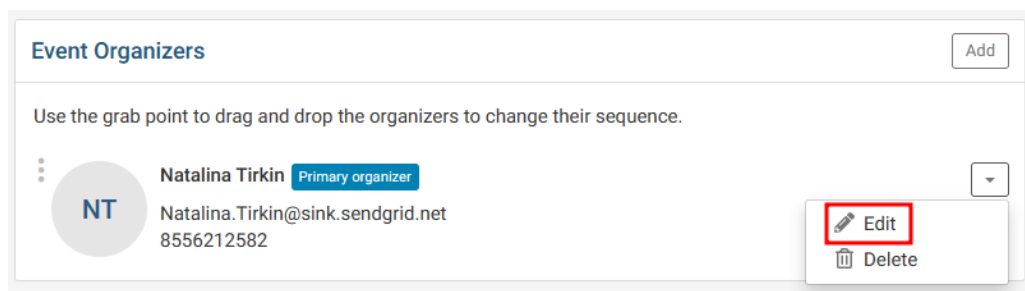 Event Organizers
Add
Use the grab point to drag and drop the organizers to change their sequence.
Natalina Tirkin Primary organizer
NT
Natalina.Tirkin@sink.sendgrid.net
8556212582
Edit
Delete